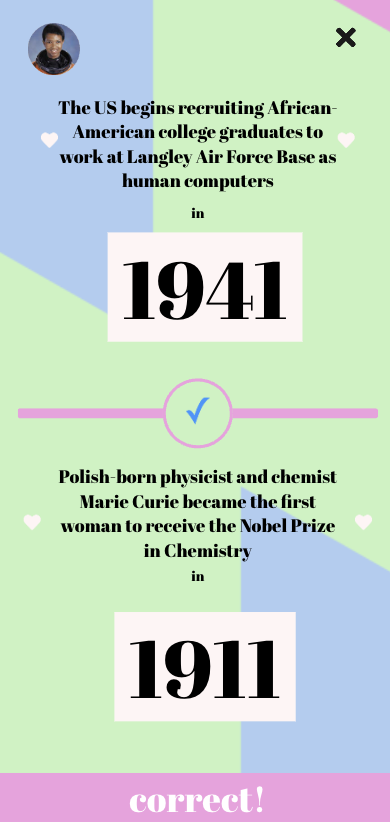 The US begins recruiting African-
American college graduates to
work at Langley Air Force Base as
human computers
in
1941
Polish-born physicist and chemist
Marie Curie became the first
woman to receive the Nobel Prize
in Chemistry
in
1911
correct!